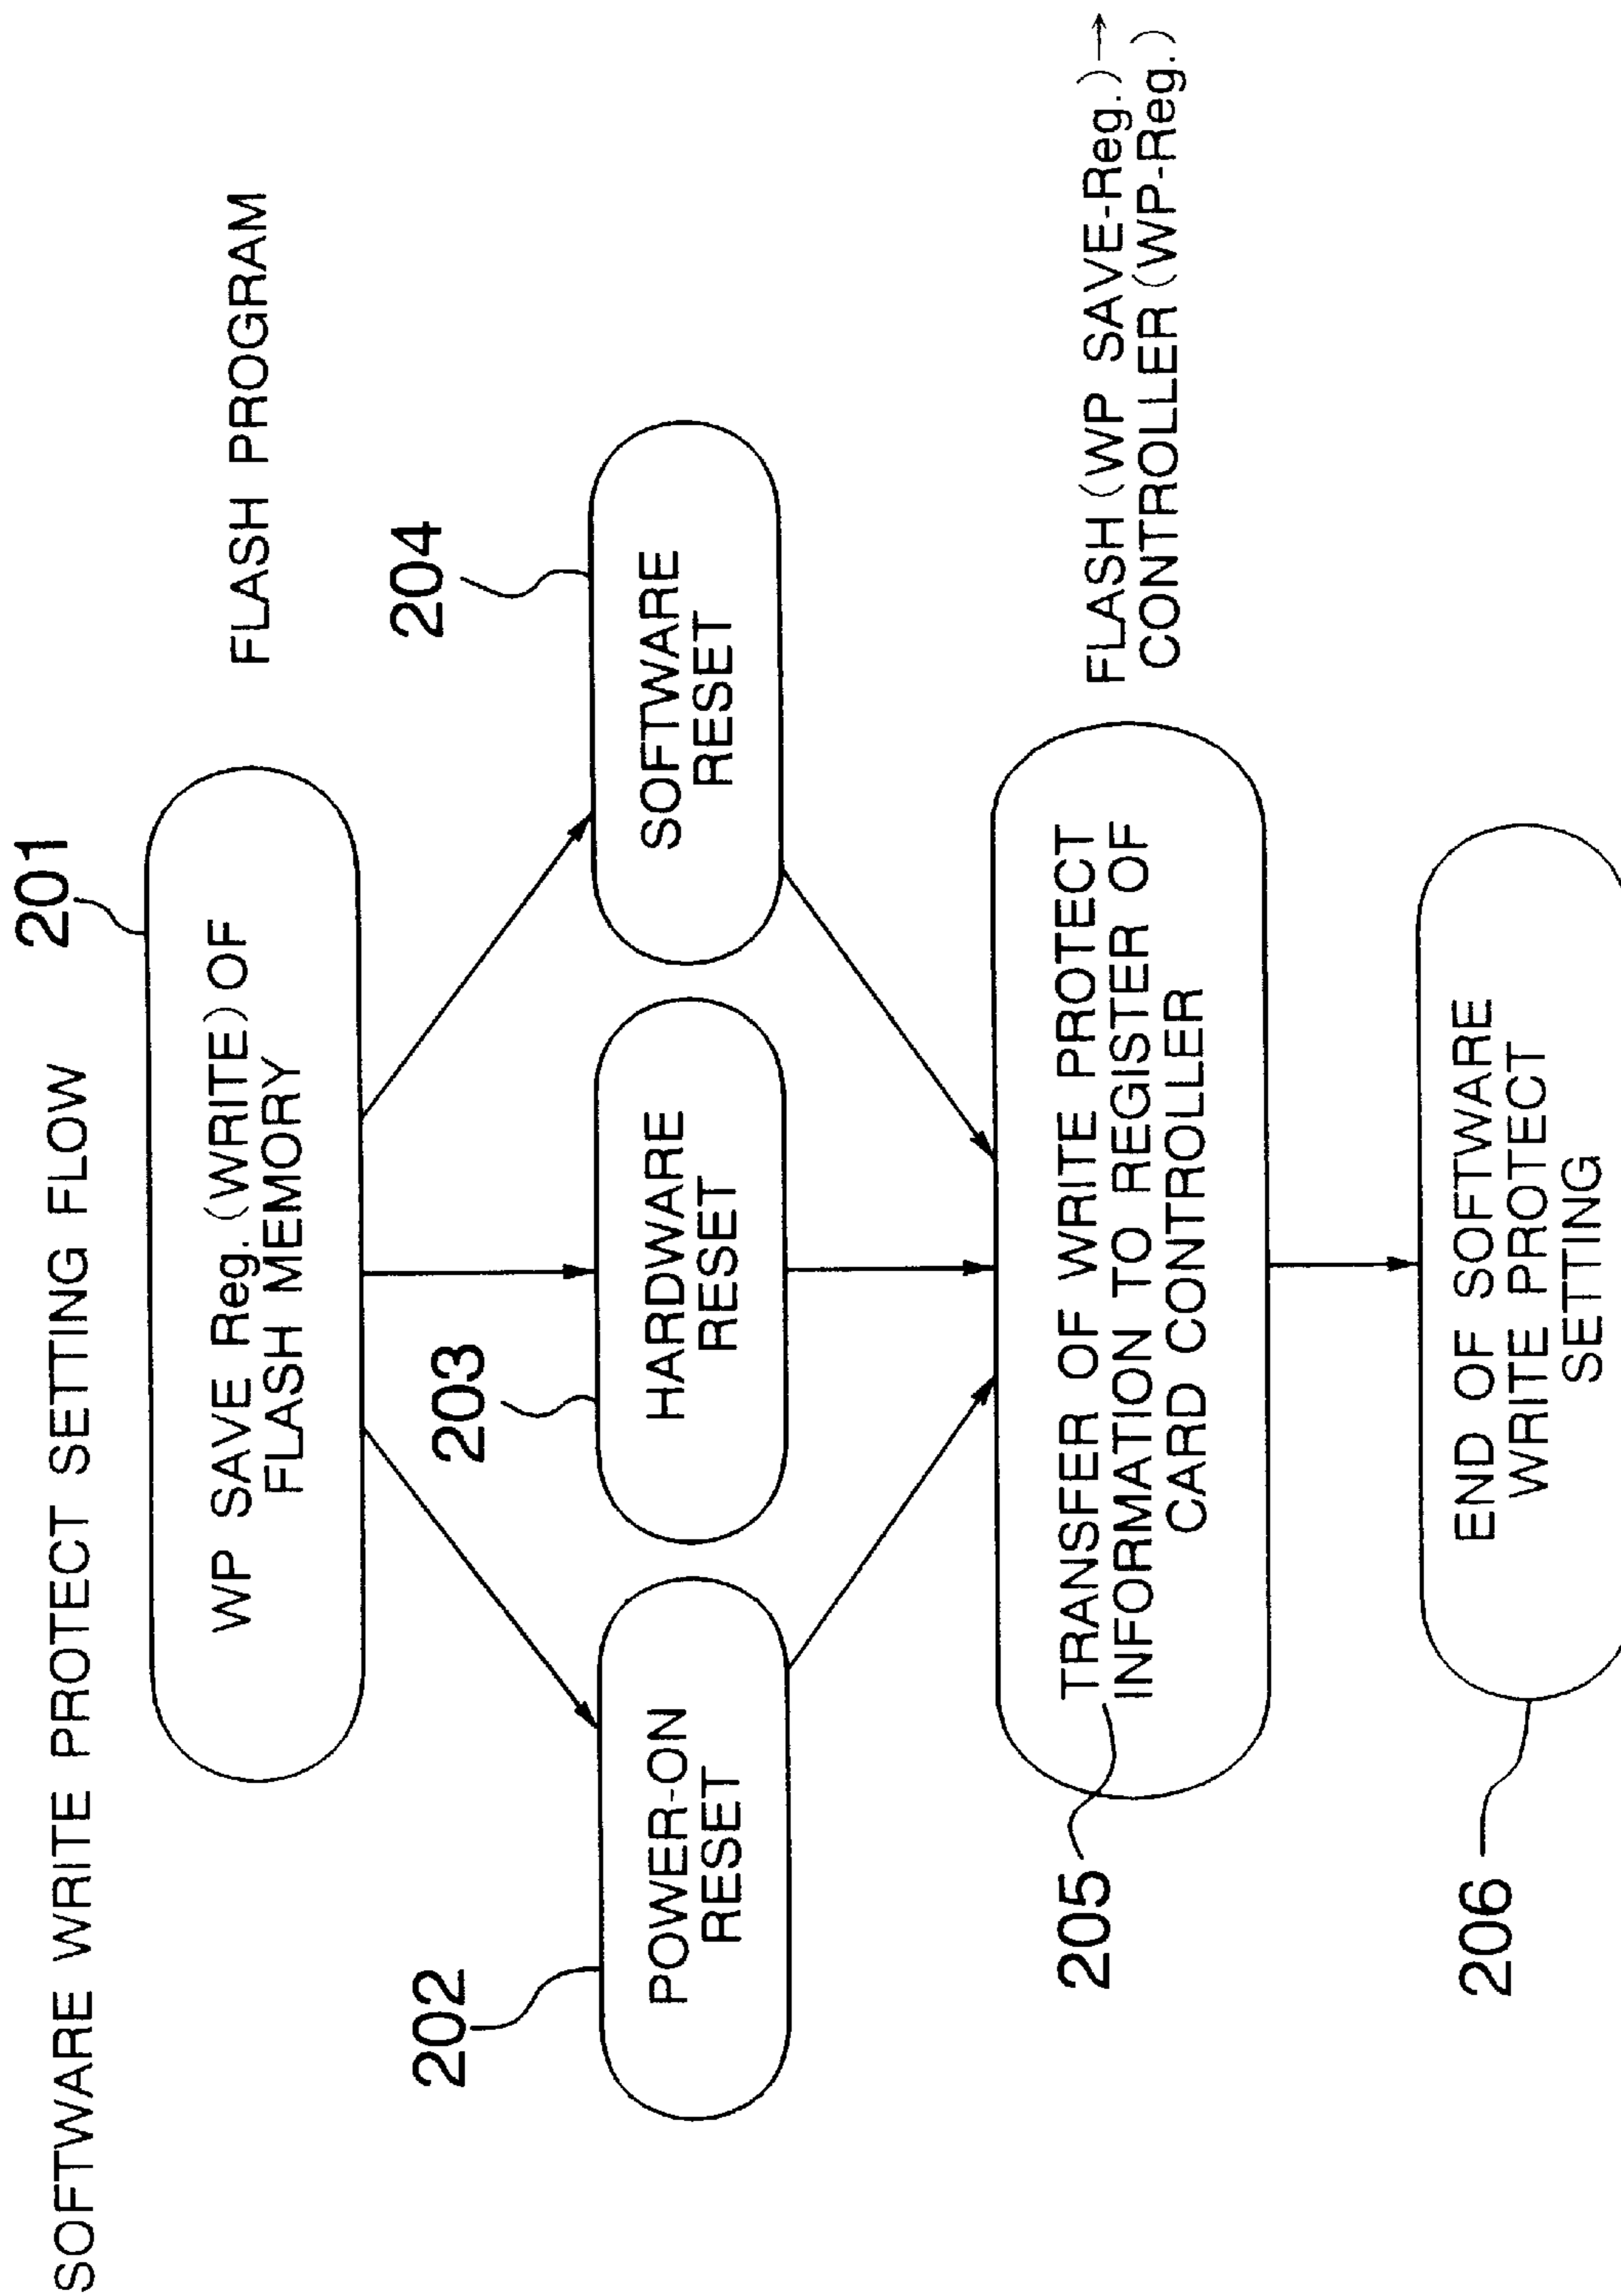 SOFTWARE WRITE PROTECT SETTING FLOW
201
WP SAVE Reg. (WRITE) OF
FLASH MEMORY
FLASH PROGRAM
202
POWER-ON
RESET
203
HARDWARE
RESET
204
SOFTWARE
RESET
205
TRANSFER OF WRITE PROTECT
INFORMATION TO REGISTER OF
CARD CONTROLLER
FLASH (WP SAVE-Reg.) →
CONTROLLER (WP-Reg.)
206
END OF SOFTWARE
WRITE PROTECT
SETTING